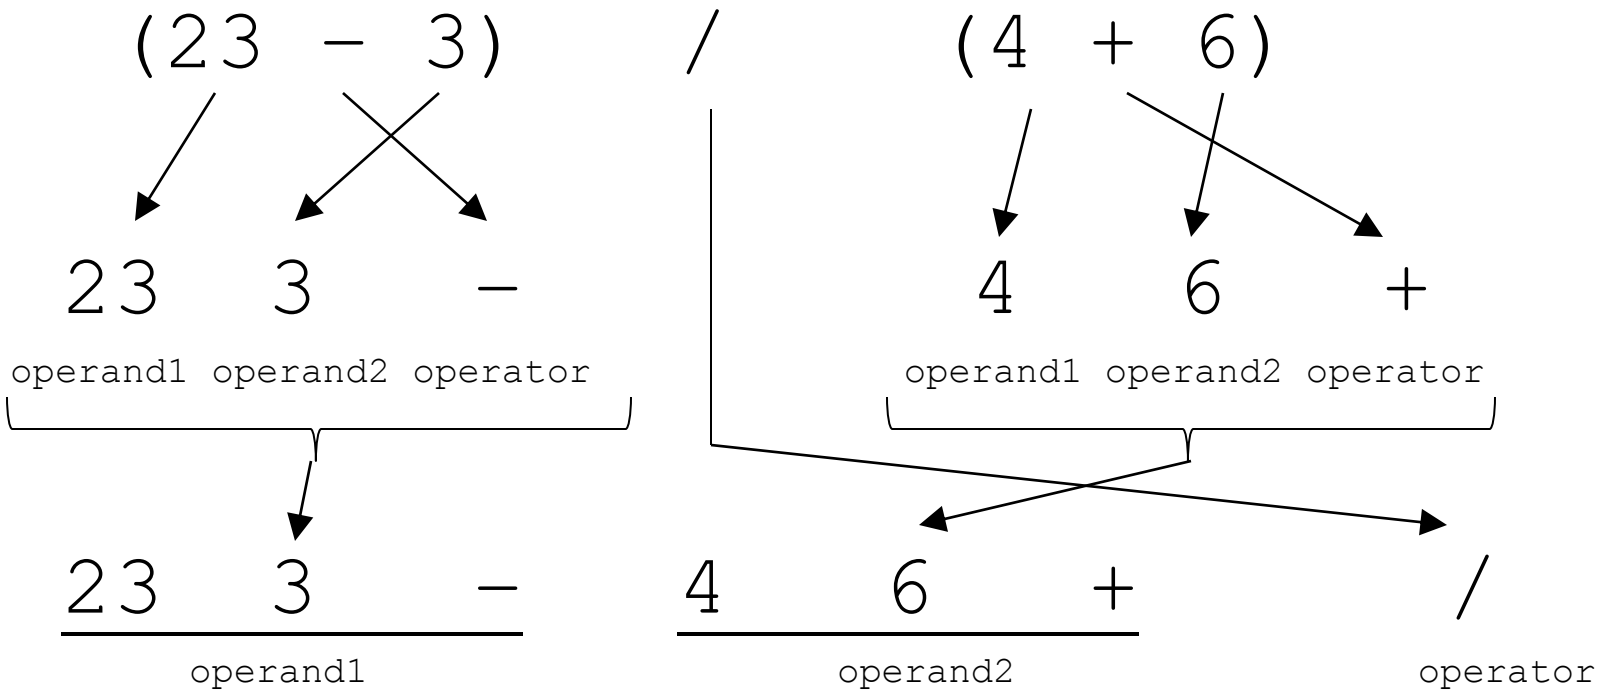 (23 - 3) / (4 + 6)
23 3 - 4 6 +
operand1 operand2 operator operand1 operand2 operator
23 3 - 4 6 + /
operand1 operand2 operator